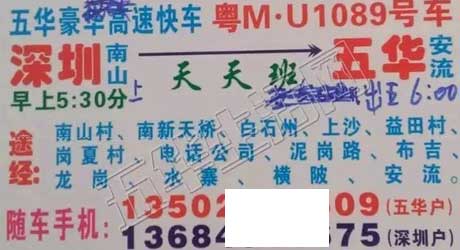 五华豪华高速快车 粤M·U1089号车
深圳 南山 天天班 五华 安流
早上5:30分 上 出至 6:00
途经: 南山村、南新天桥、白石州、上沙、益田村、
岗夏村、电话公司、泥岗路、布吉、
龙岗、水寨、横陂、安流。
随车手机: 13502 09 (五华户)
13684 675 (深圳户)